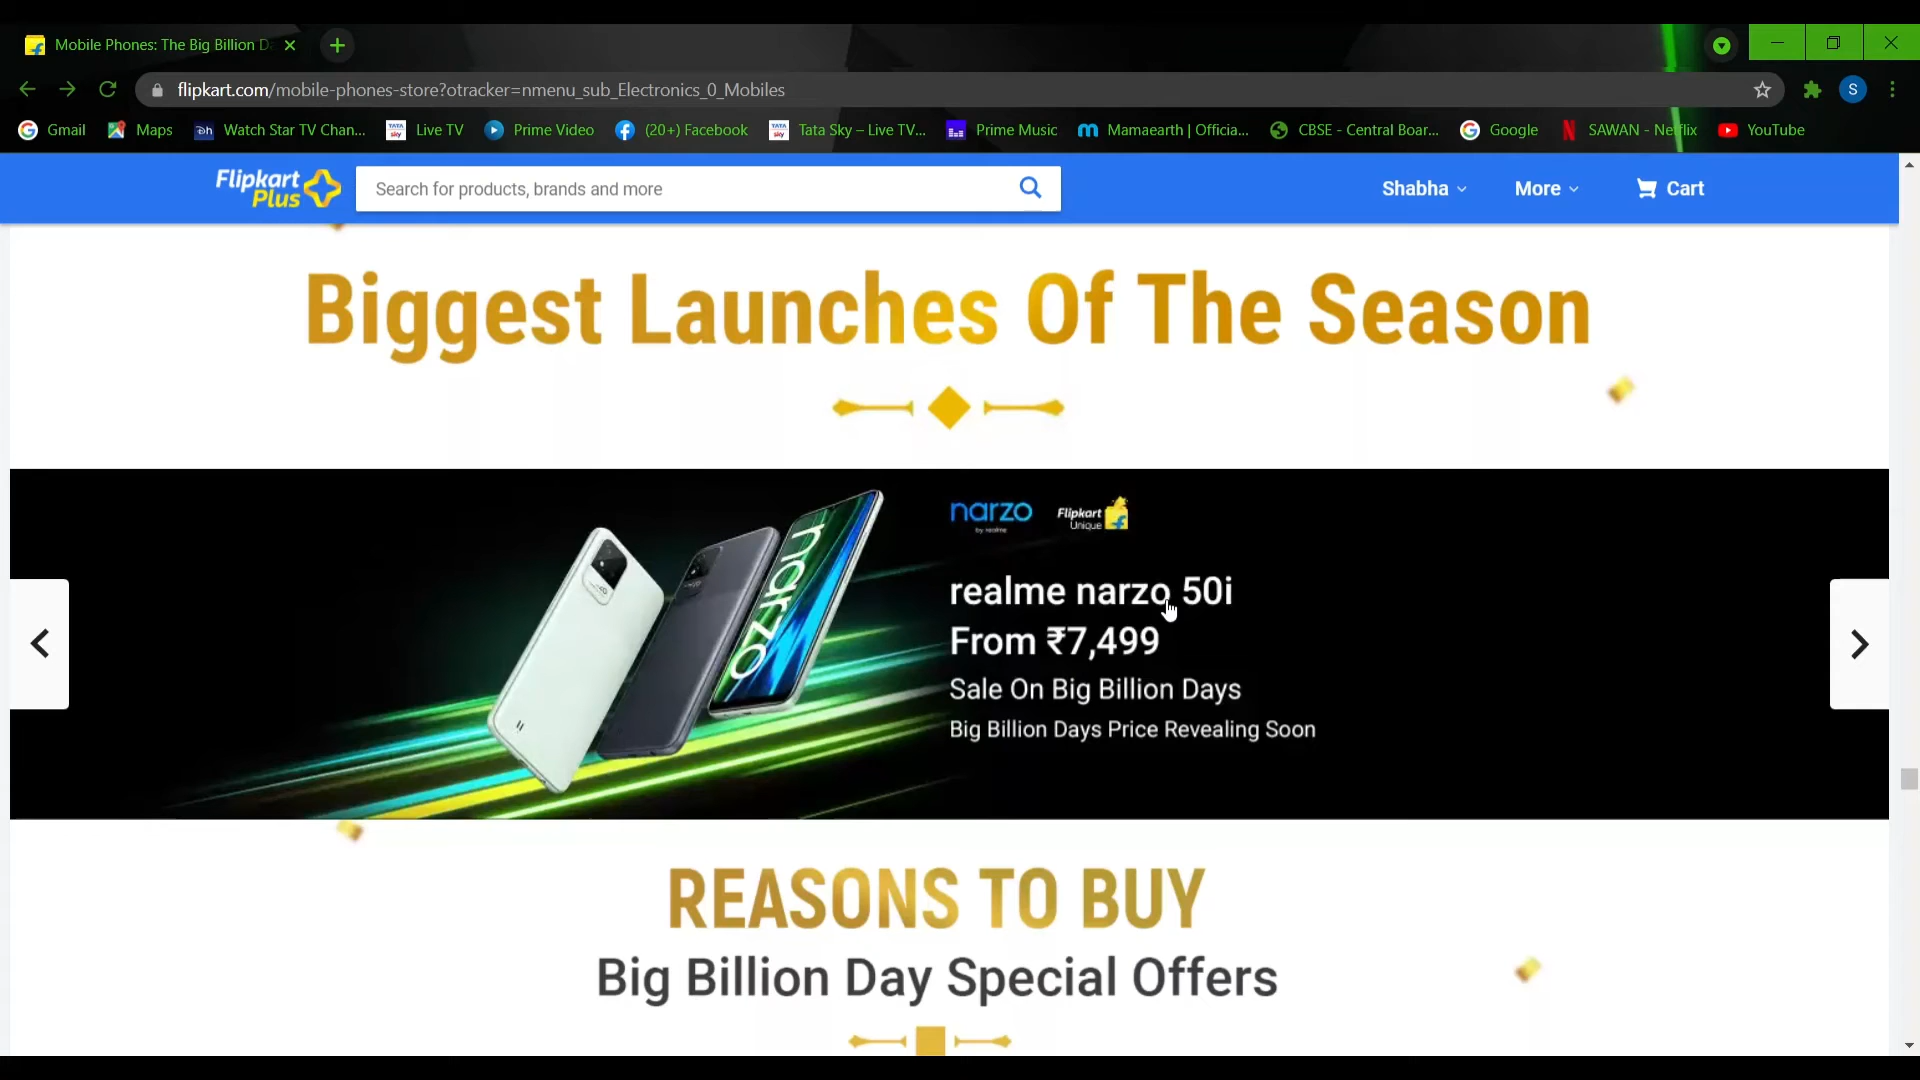 Mobile Phones: The Big Billion D
flipkart.com/mobile-phones-store?otracker=nmenu_sub_Electronics_0_Mobiles
S
Gmail
Maps
Watch Star TV Chan...
Live TV
Prime Video
(20+) Facebook
Tata Sky – Live TV...
Prime Music
Mamaearth | Officia...
CBSE - Central Boar...
Google
SAWAN - Netflix
YouTube
Flipkart
Plus
Search for products, brands and more
Shabha
More
Cart
Biggest Launches Of The Season
narzo
by realme
Flipkart
Unique
narzo
realme narzo 50i
From ₹7,499
Sale On Big Billion Days
Big Billion Days Price Revealing Soon
REASONS TO BUY
Big Billion Day Special Offers